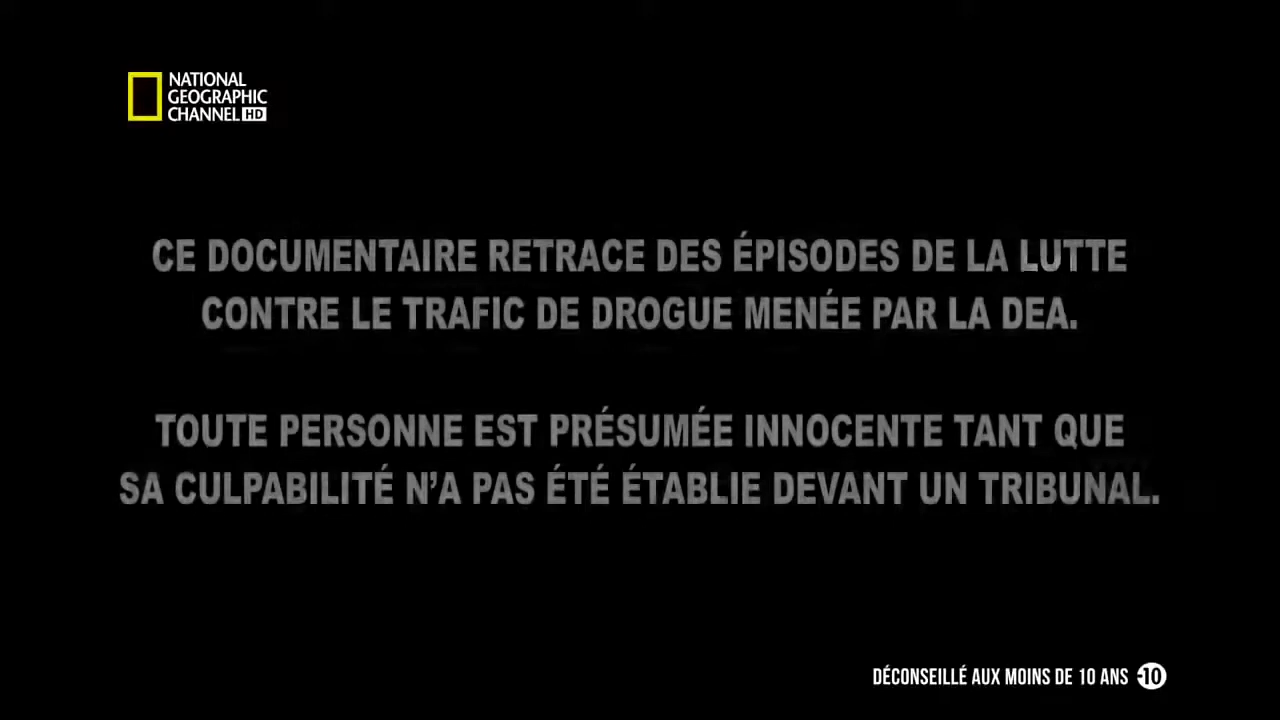 NATIONAL
GEOGRAPHIC
CHANNEL HD
CE DOCUMENTAIRE RETRACE DES ÉPISODES DE LA LUTTE
CONTRE LE TRAFIC DE DROGUE MENÉE PAR LA DEA.
TOUTE PERSONNE EST PRÉSUMÉE INNOCENTE TANT QUE
SA CULPABILITÉ N'A PAS ÉTÉ ÉTABLIE DEVANT UN TRIBUNAL.
DÉCONSEILLÉ AUX MOINS DE 10 ANS -10